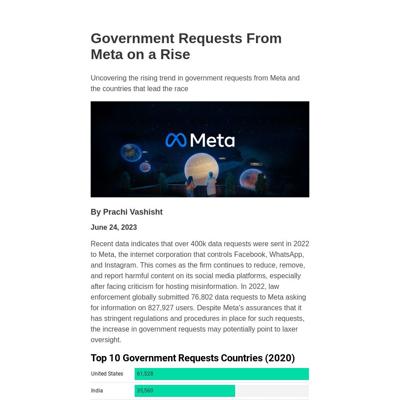 Government Requests From
Meta on a Rise
Uncovering the rising trend in government requests from Meta and
the countries that lead the race
Meta
By Prachi Vashisht
June 24, 2023
Recent data indicates that over 400k data requests were sent in 2022
to Meta, the internet corporation that controls Facebook, WhatsApp,
and Instagram. This comes as the firm continues to reduce, remove,
and report harmful content on its social media platforms, especially
after facing criticism for hosting misinformation. In 2022, law
enforcement globally submitted 76,802 data requests to Meta asking
for information on 827,927 users. Despite Meta's assurances that it
has stringent regulations and procedures in place for such requests,
the increase in government requests may potentially point to laxer
oversight.
Top 10 Government Requests Countries (2020)
United States 61,528
India 35,560